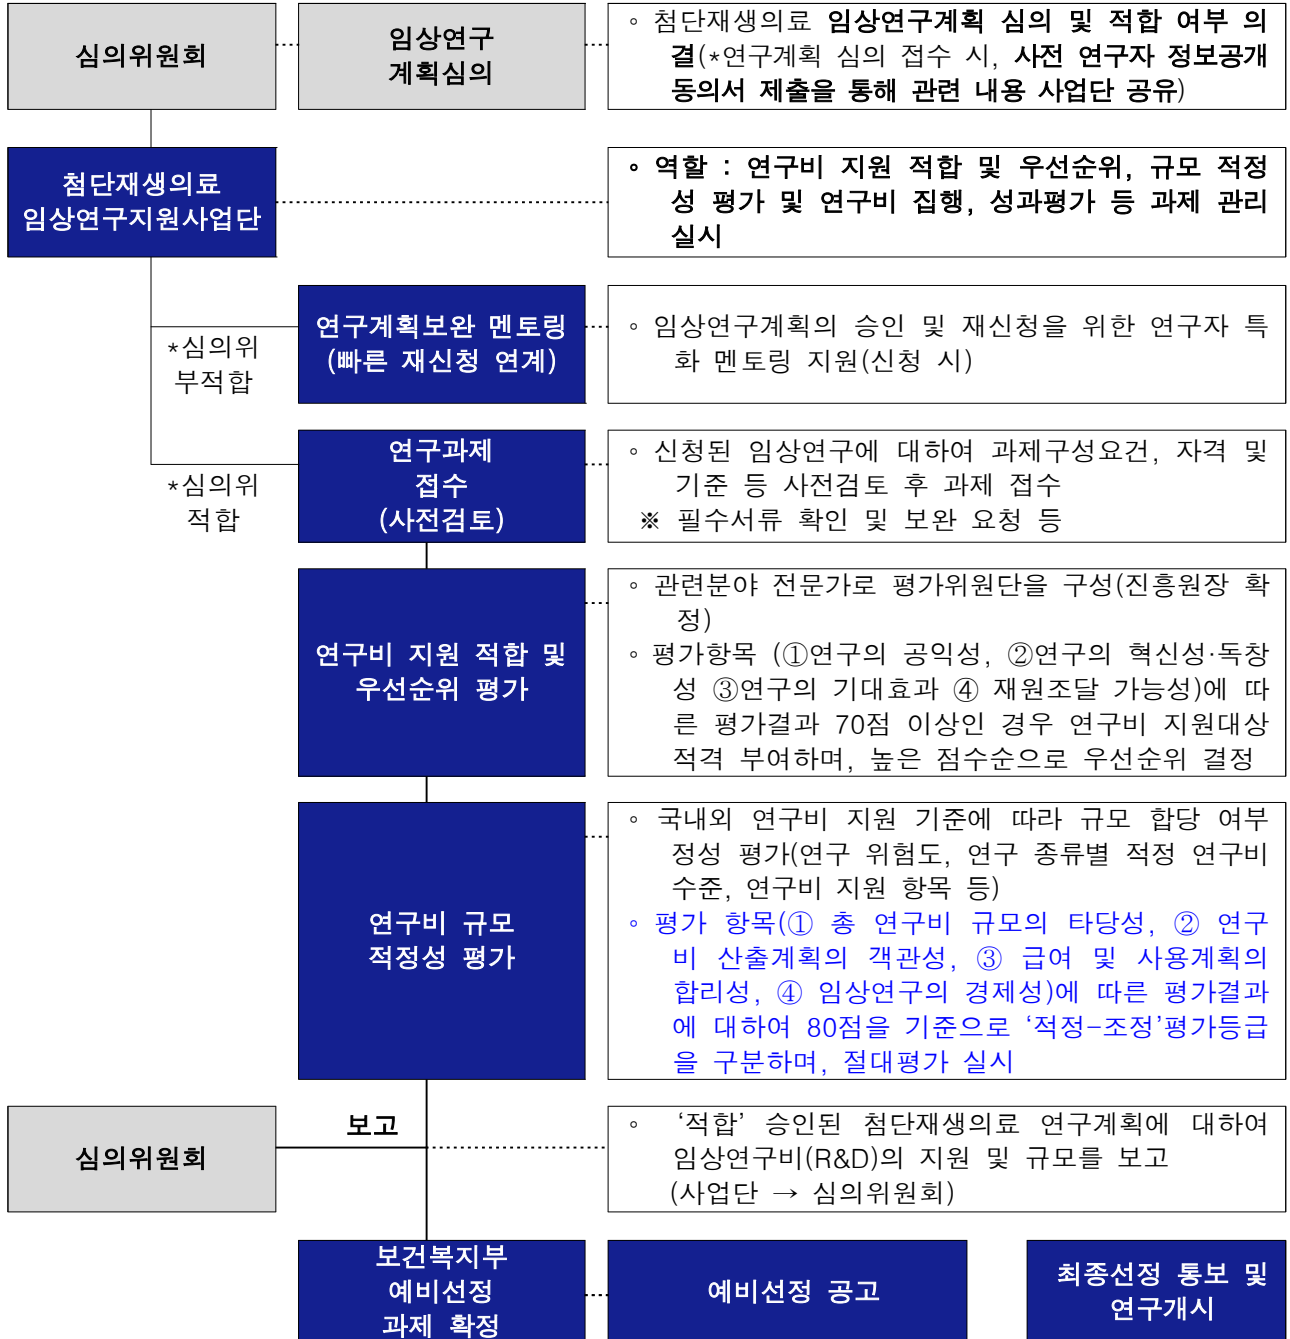 심의위원회
임상연구
계획심의
◦ 첨단재생의료 임상연구계획 심의 및 적합 여부 의
결(*연구계획 심의 접수 시, 사전 연구자 정보공개
동의서 제출을 통해 관련 내용 사업단 공유)
첨단재생의료
임상연구지원사업단
◦ 역할 : 연구비 지원 적합 및 우선순위, 규모 적정
성 평가 및 연구비 집행, 성과평가 등 과제 관리
실시
*심의위
부적합
연구계획보완 멘토링
(빠른 재신청 연계)
◦ 임상연구계획의 승인 및 재신청을 위한 연구자 특
화 멘토링 지원(신청 시)
*심의위
적합
연구과제
접수
(사전검토)
◦ 신청된 임상연구에 대하여 과제구성요건, 자격 및
기준 등 사전검토 후 과제 접수
※ 필수서류 확인 및 보완 요청 등
연구비 지원 적합 및
우선순위 평가
◦ 관련분야 전문가로 평가위원단을 구성(진흥원장 확
정)
◦ 평가항목 (①연구의 공익성, ②연구의 혁신성·독창
성 ③연구의 기대효과 ④ 재원조달 가능성)에 따
른 평가결과 70점 이상인 경우 연구비 지원대상
적격 부여하며, 높은 점수순으로 우선순위 결정
연구비 규모
적정성 평가
◦ 국내외 연구비 지원 기준에 따라 규모 합당 여부
정성 평가(연구 위험도, 연구 종류별 적정 연구비
수준, 연구비 지원 항목 등)
◦ 평가 항목(① 총 연구비 규모의 타당성, ② 연구
비 산출계획의 객관성, ③ 급여 및 사용계획의
합리성, ④ 임상연구의 경제성)에 따른 평가결과
에 대하여 80점을 기준으로 ‘적정-조정’평가등급
을 구분하며, 절대평가 실시
심의위원회
보고
◦ ‘적합’ 승인된 첨단재생의료 연구계획에 대하여
임상연구비(R&D)의 지원 및 규모를 보고
(사업단 → 심의위원회)
보건복지부
예비선정
과제 확정
예비선정 공고
최종선정 통보 및
연구개시